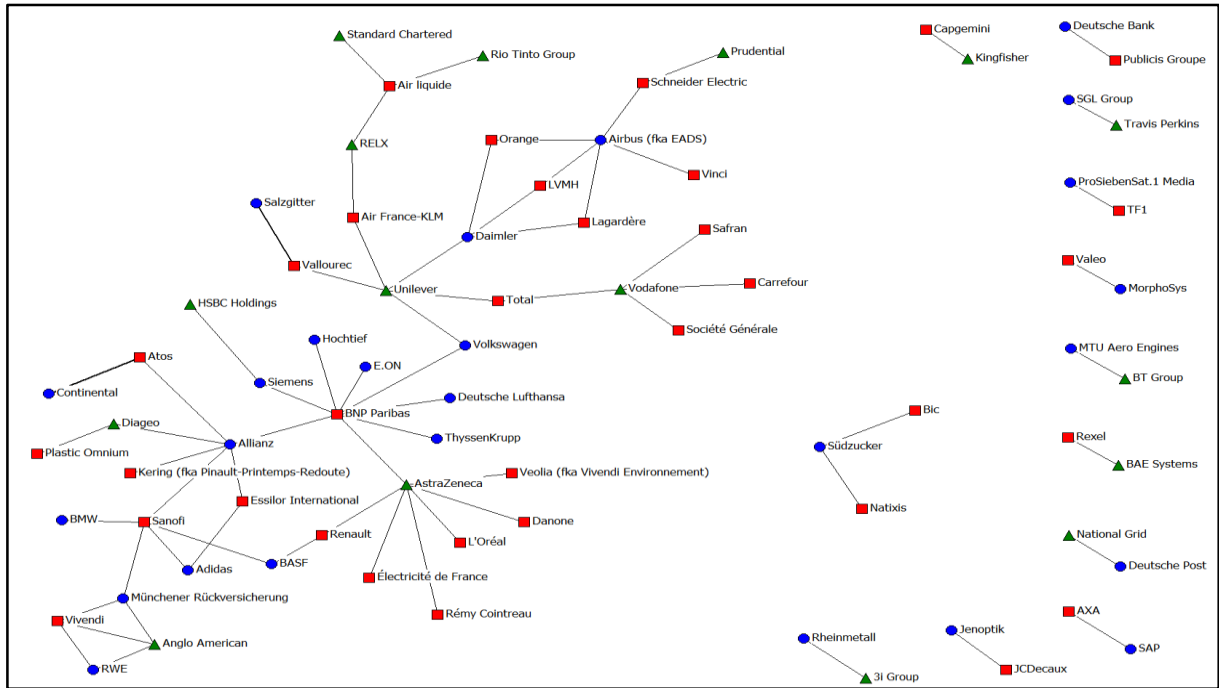 Standard Chartered
Capgemini
Deutsche Bank
Prudential
Rio Tinto Group
Kingfisher
Publicis Groupe
Air liquide
Schneider Electric
SGL Group
Travis Perkins
RELX
Orange
Airbus (fka EADS)
Vinci
LVMH
ProSiebenSat.1 Media
TF1
Salzgitter
Air France-KLM
Lagardère
Safran
Daimler
Vallourec
Valeo
Unilever
Total
Vodafone
Carrefour
MorphoSys
HSBC Holdings
Société Générale
Hochtief
Volkswagen
MTU Aero Engines
Atos
E.ON
BT Group
Continental
Siemens
Deutsche Lufthansa
BNP Paribas
Bic
Diageo
Allianz
ThyssenKrupp
Südzucker
Rexel
Plastic Omnium
BAE Systems
Kering (fka Pinault-Printemps-Redoute)
Veolia (fka Vivendi Environnement)
AstraZeneca
Essilor International
Natixis
BMW
Sanofi
Danone
Renault
L'Oréal
National Grid
Adidas
BASF
Électricité de France
Deutsche Post
Münchener Rückversicherung
Rémy Cointreau
AXA
Vivendi
Anglo American
Rheinmetall
Jenoptik
SAP
RWE
3i Group
JCDecaux